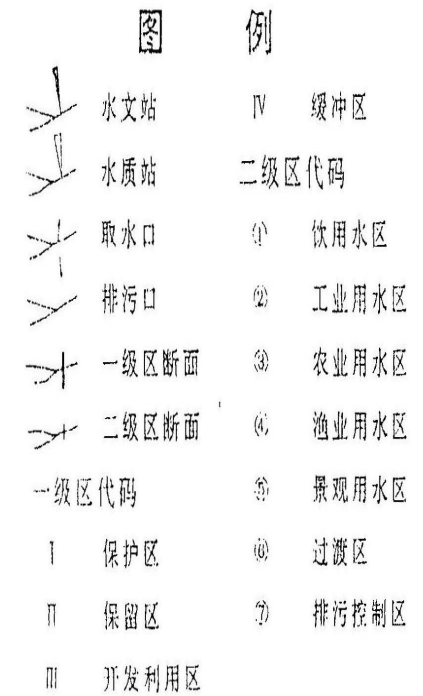 图例
水文站
水质站
取水口
排污口
一级区断面
二级区断面
一级区代码
Ⅰ 保护区
Ⅱ 保留区
Ⅲ 开发利用区
Ⅳ 缓冲区
二级区代码
① 饮用水区
② 工业用水区
③ 农业用水区
④ 渔业用水区
⑤ 景观用水区
⑥ 过渡区
⑦ 排污控制区